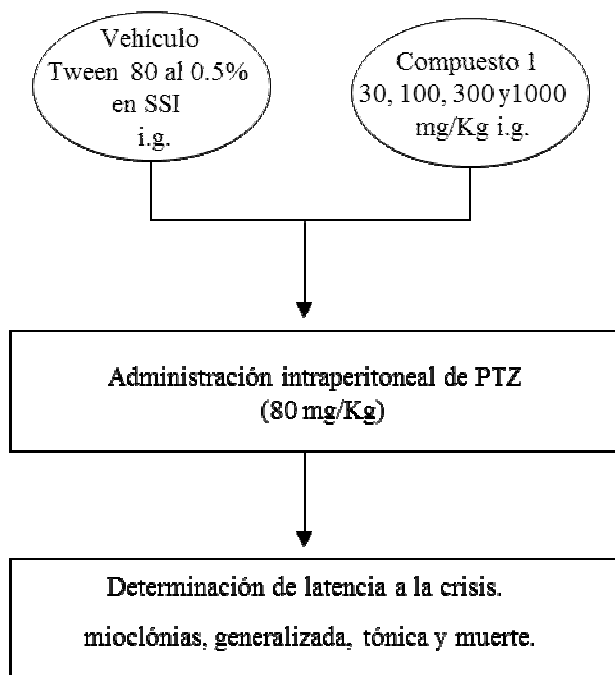 Vehículo
Tween 80 al 0.5%
en SSI
i.g.
Compuesto 1
30, 100, 300 y1000
mg/Kg i.g.
Administración intraperitoneal de PTZ
(80 mg/Kg)
Determinación de latencia a la crisis.
mioclónias, generalizada, tónica y muerte.